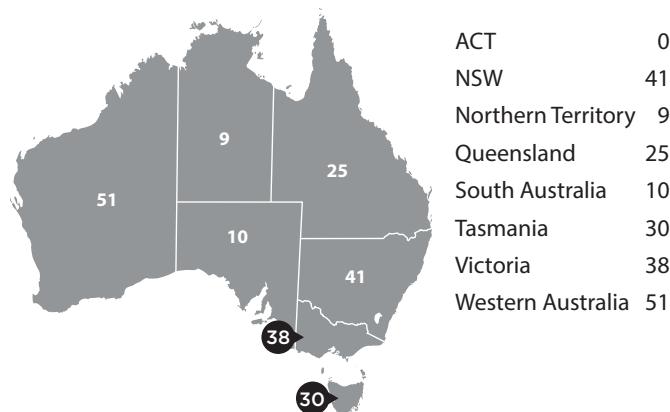 ACT 0
NSW 41
Northern Territory 9
Queensland 25
South Australia 10
Tasmania 30
Victoria 38
Western Australia 51
9
25
51
10
41
38
30